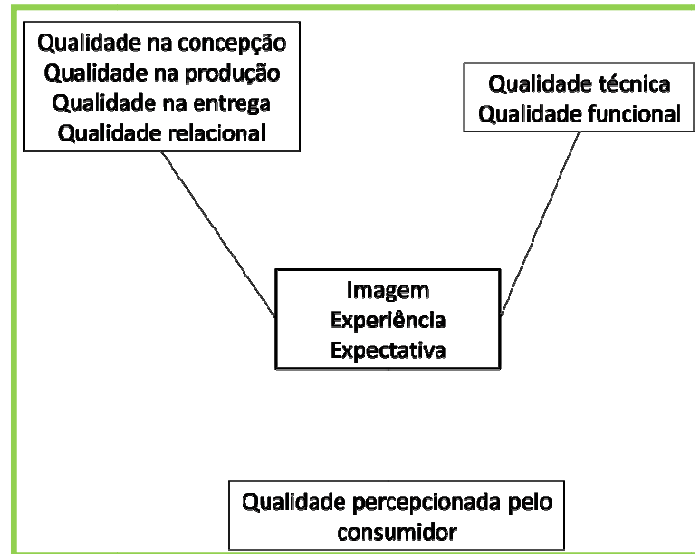 Qualidade na concepção
Qualidade na produção
Qualidade na entrega
Qualidade relacional
Qualidade técnica
Qualidade funcional
Imagem
Experiência
Expectativa
Qualidade percepcionada pelo
consumidor